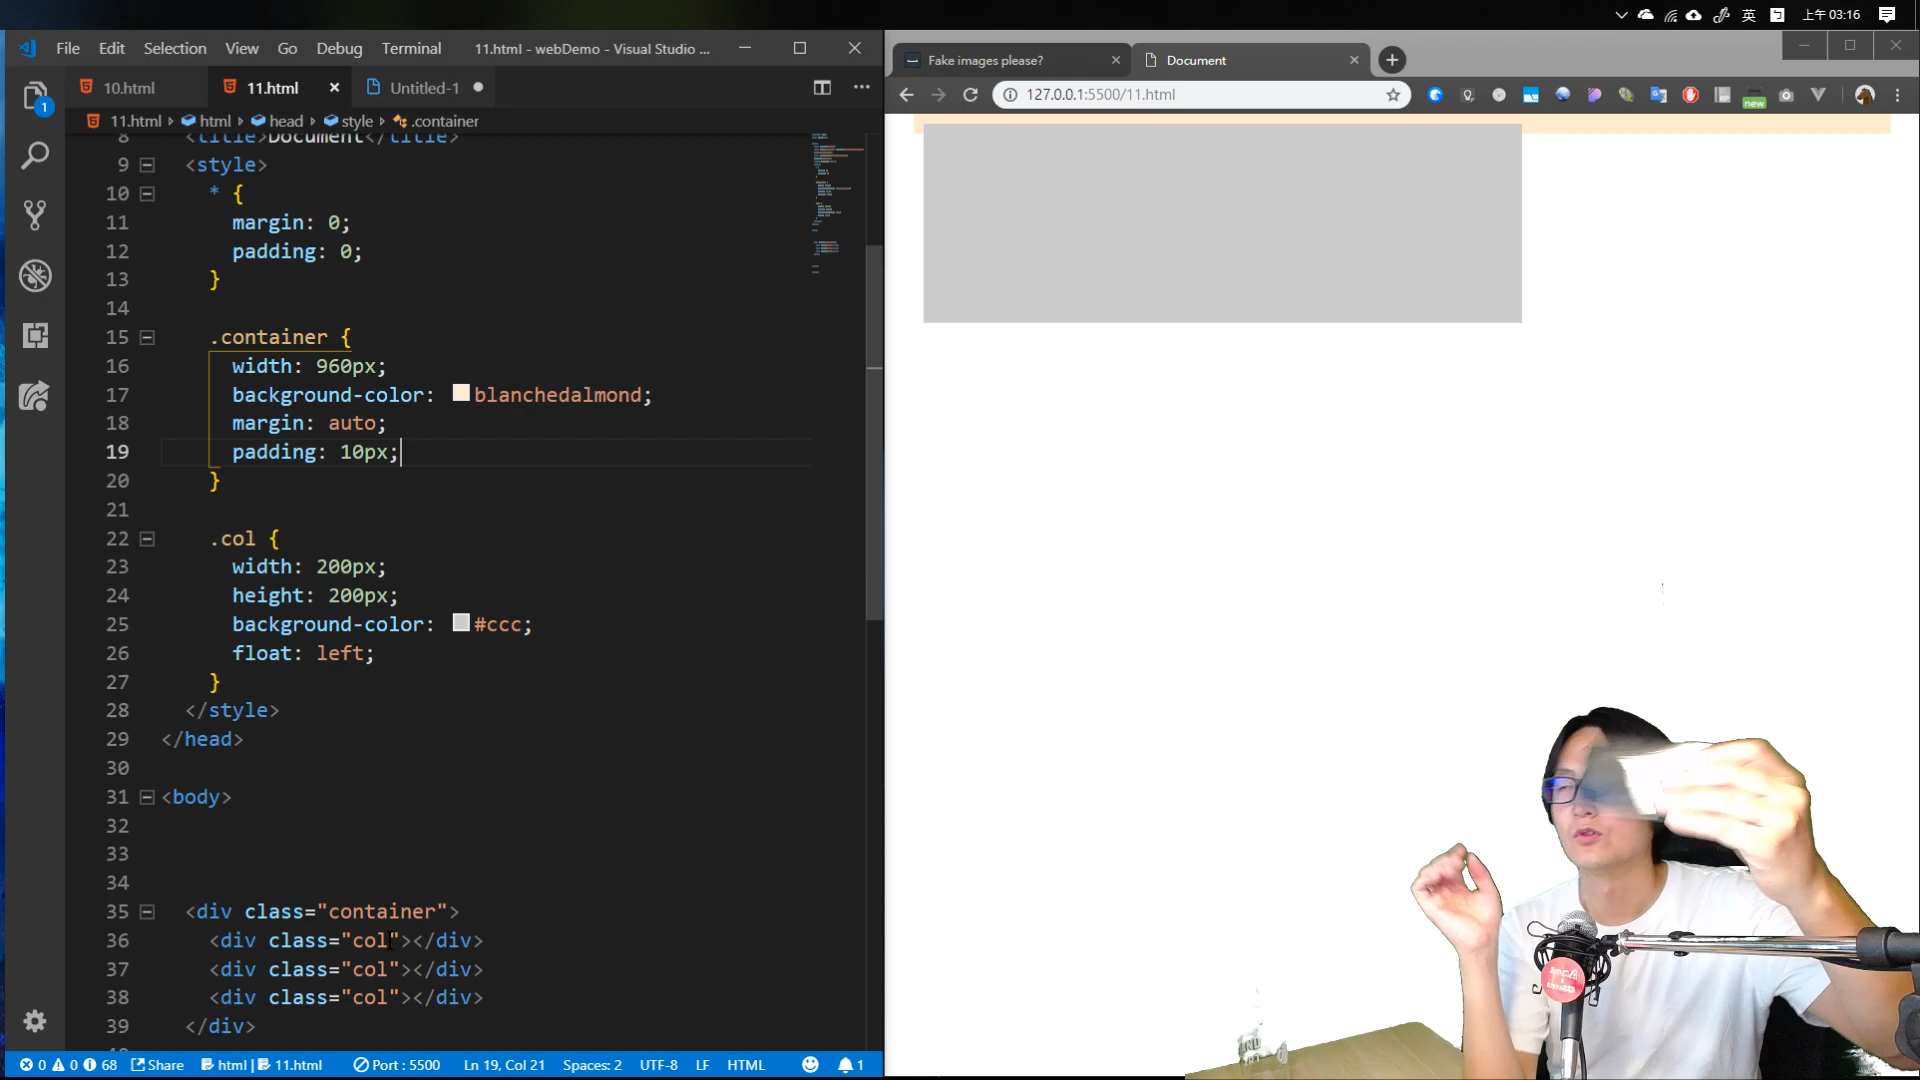 英
上午 03:16
File Edit Selection View Go Debug Terminal 11.html - webDemo - Visual Studio ...
10.html 11.html Untitled-1
11.html › html › head › style › .container
8 <title>Document</title>
9 <style>
10 * {
11 margin: 0;
12 padding: 0;
13 }
14
15 .container {
16 width: 960px;
17 background-color: blanchedalmond;
18 margin: auto;
19 padding: 10px;
20 }
21
22 .col {
23 width: 200px;
24 height: 200px;
25 background-color: #ccc;
26 float: left;
27 }
28 </style>
29 </head>
30
31 <body>
32
33
34
35 <div class="container">
36 <div class="col"></div>
37 <div class="col"></div>
38 <div class="col"></div>
39 </div>
1
0 0 68 Share html | 11.html Port : 5500 Ln 19, Col 21 Spaces: 2 UTF-8 LF HTML 1
Fake images please?
Document
127.0.0.1:5500/11.html
new